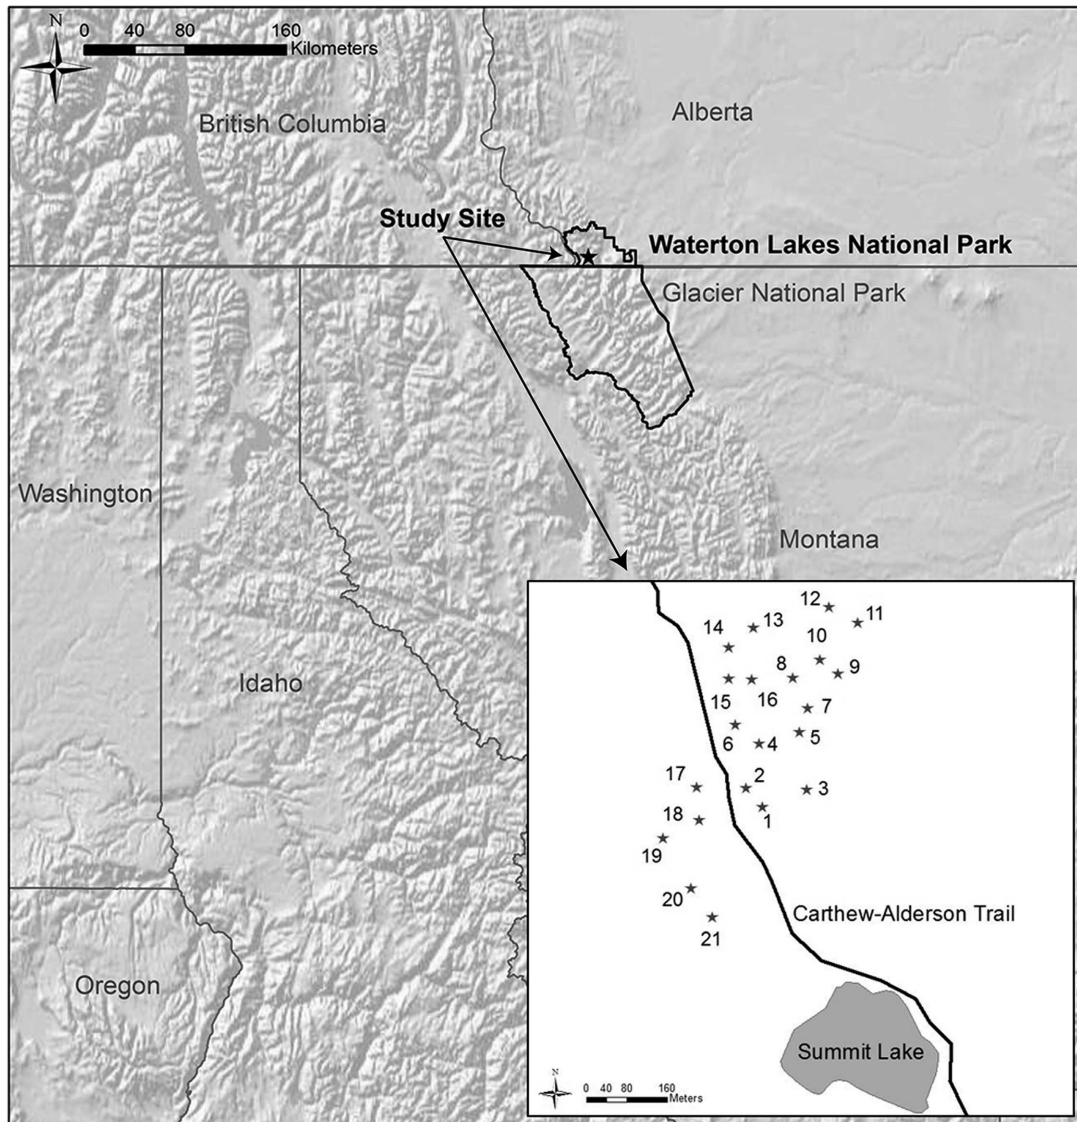 N
0 40 80 160
Kilometers
British Columbia
Alberta
Study Site
Waterton Lakes National Park
Glacier National Park
Washington
Montana
Idaho
Oregon
12
11
13
14
10
8
9
15
16
7
6
4
5
17
2
3
18
1
19
20
21
Carthew-Alderson Trail
Summit Lake
N
0 40 80 160
Meters